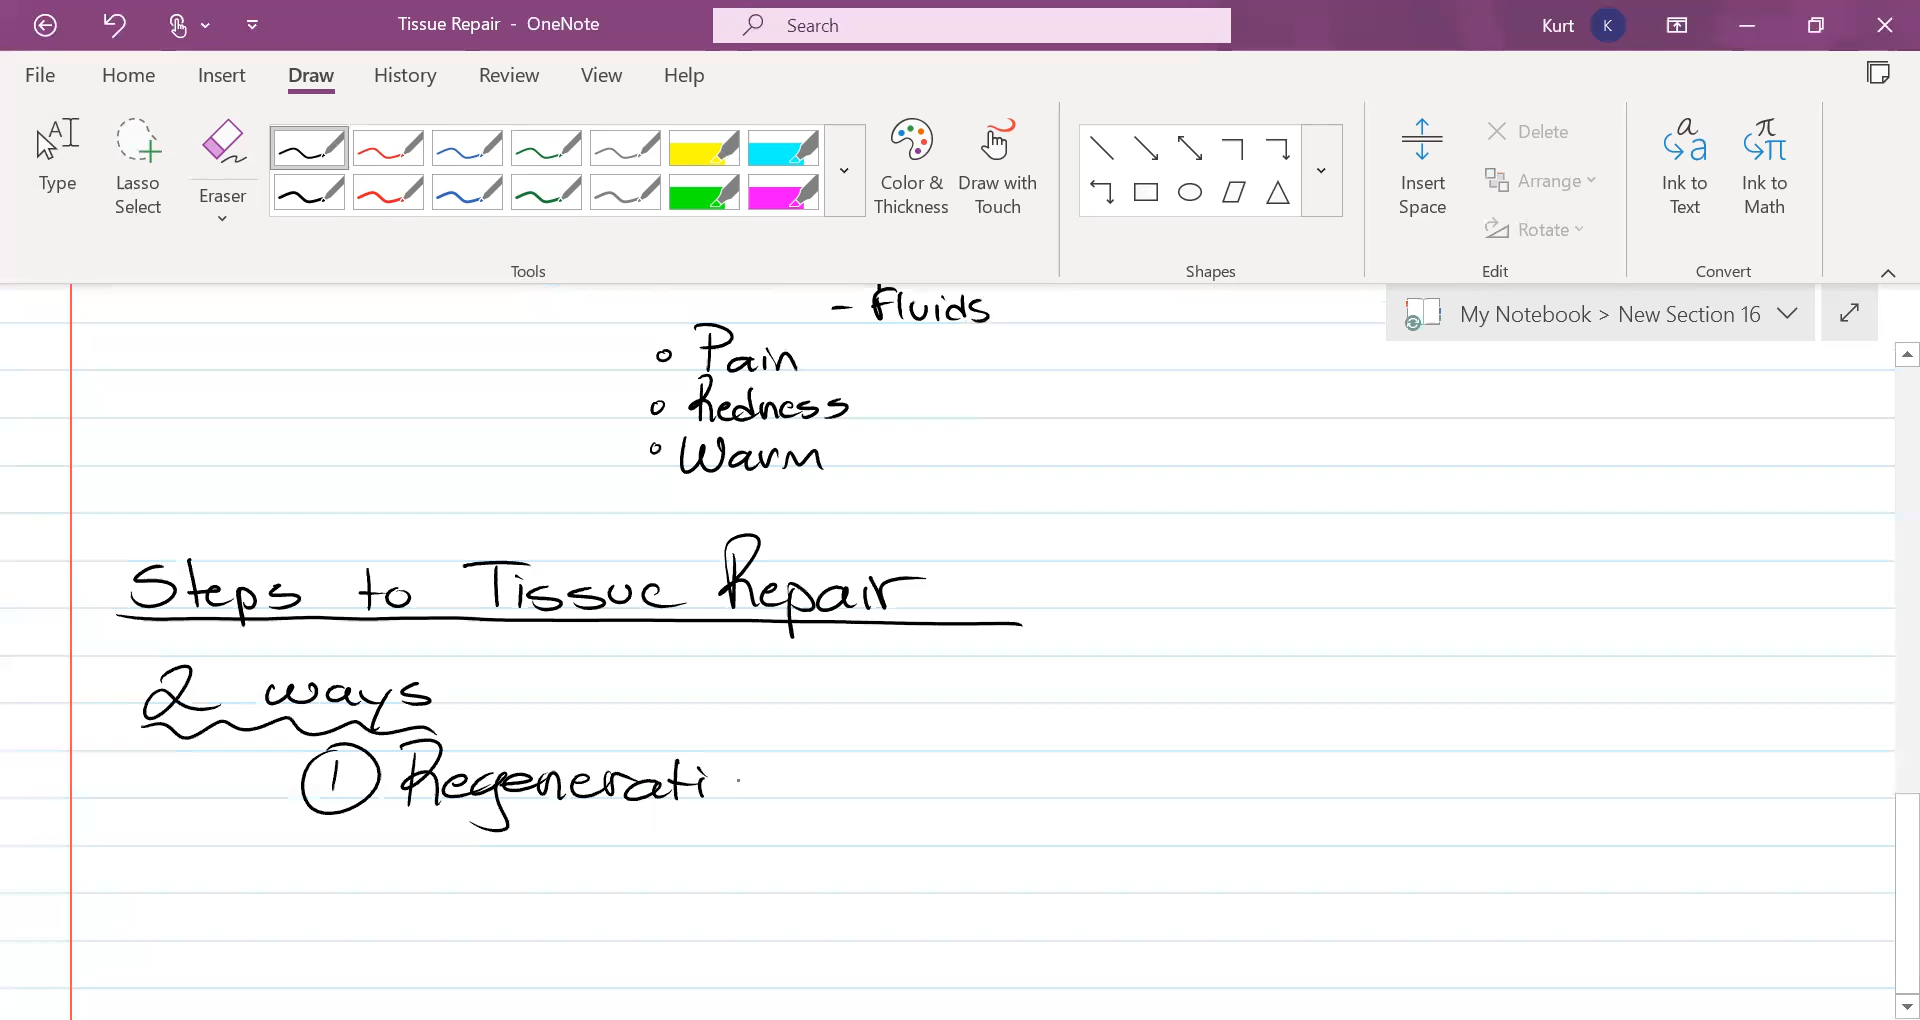 Tissue Repair - OneNote
Search
Kurt K
File Home Insert Draw History Review View Help
Type
Lasso Select
Eraser
Color & Thickness
Draw with Touch
Insert Space
Delete
Arrange
Rotate
Ink to Text
Ink to Math
Tools Shapes Edit Convert
My Notebook > New Section 16
- Fluids
◦ Pain
◦ Redness
◦ Warm
Steps to Tissue Repair
2 ways
① Regenerati